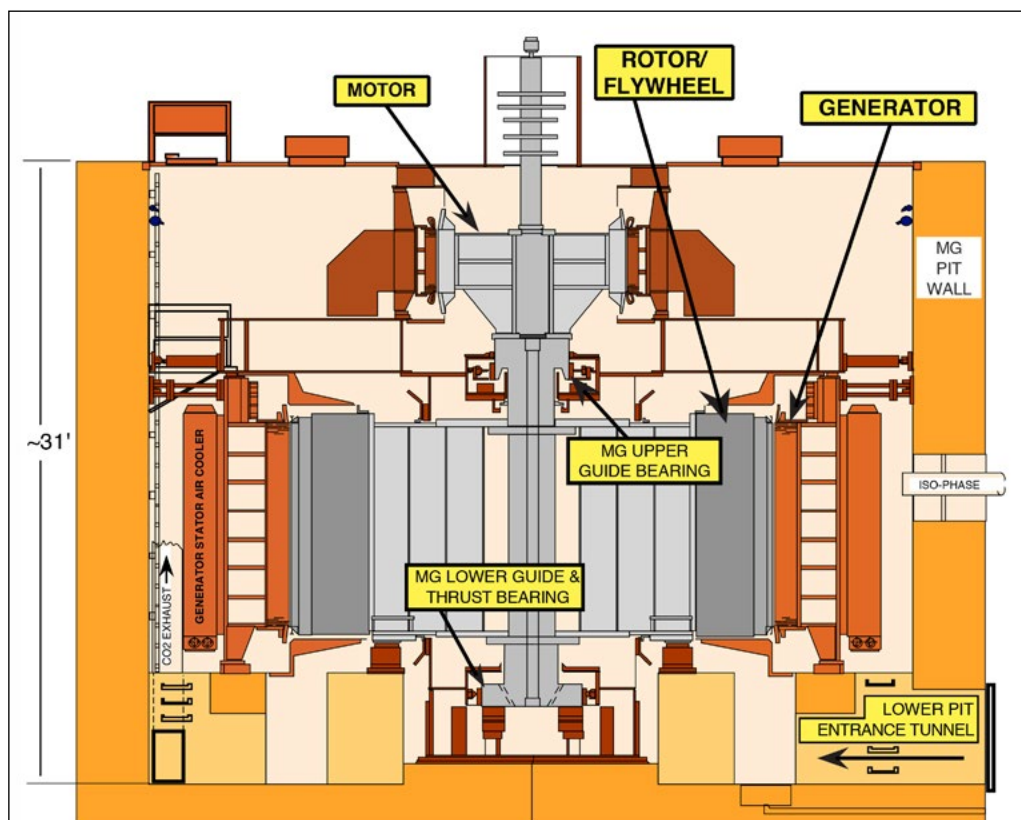 MOTOR
ROTOR/
FLYWHEEL
GENERATOR
MG
PIT
WALL
~31'
MG UPPER
GUIDE BEARING
ISO-PHASE
GENERATOR STATOR AIR COOLER
CO2 EXHAUST
MG LOWER GUIDE &
THRUST BEARING
LOWER PIT
ENTRANCE TUNNEL